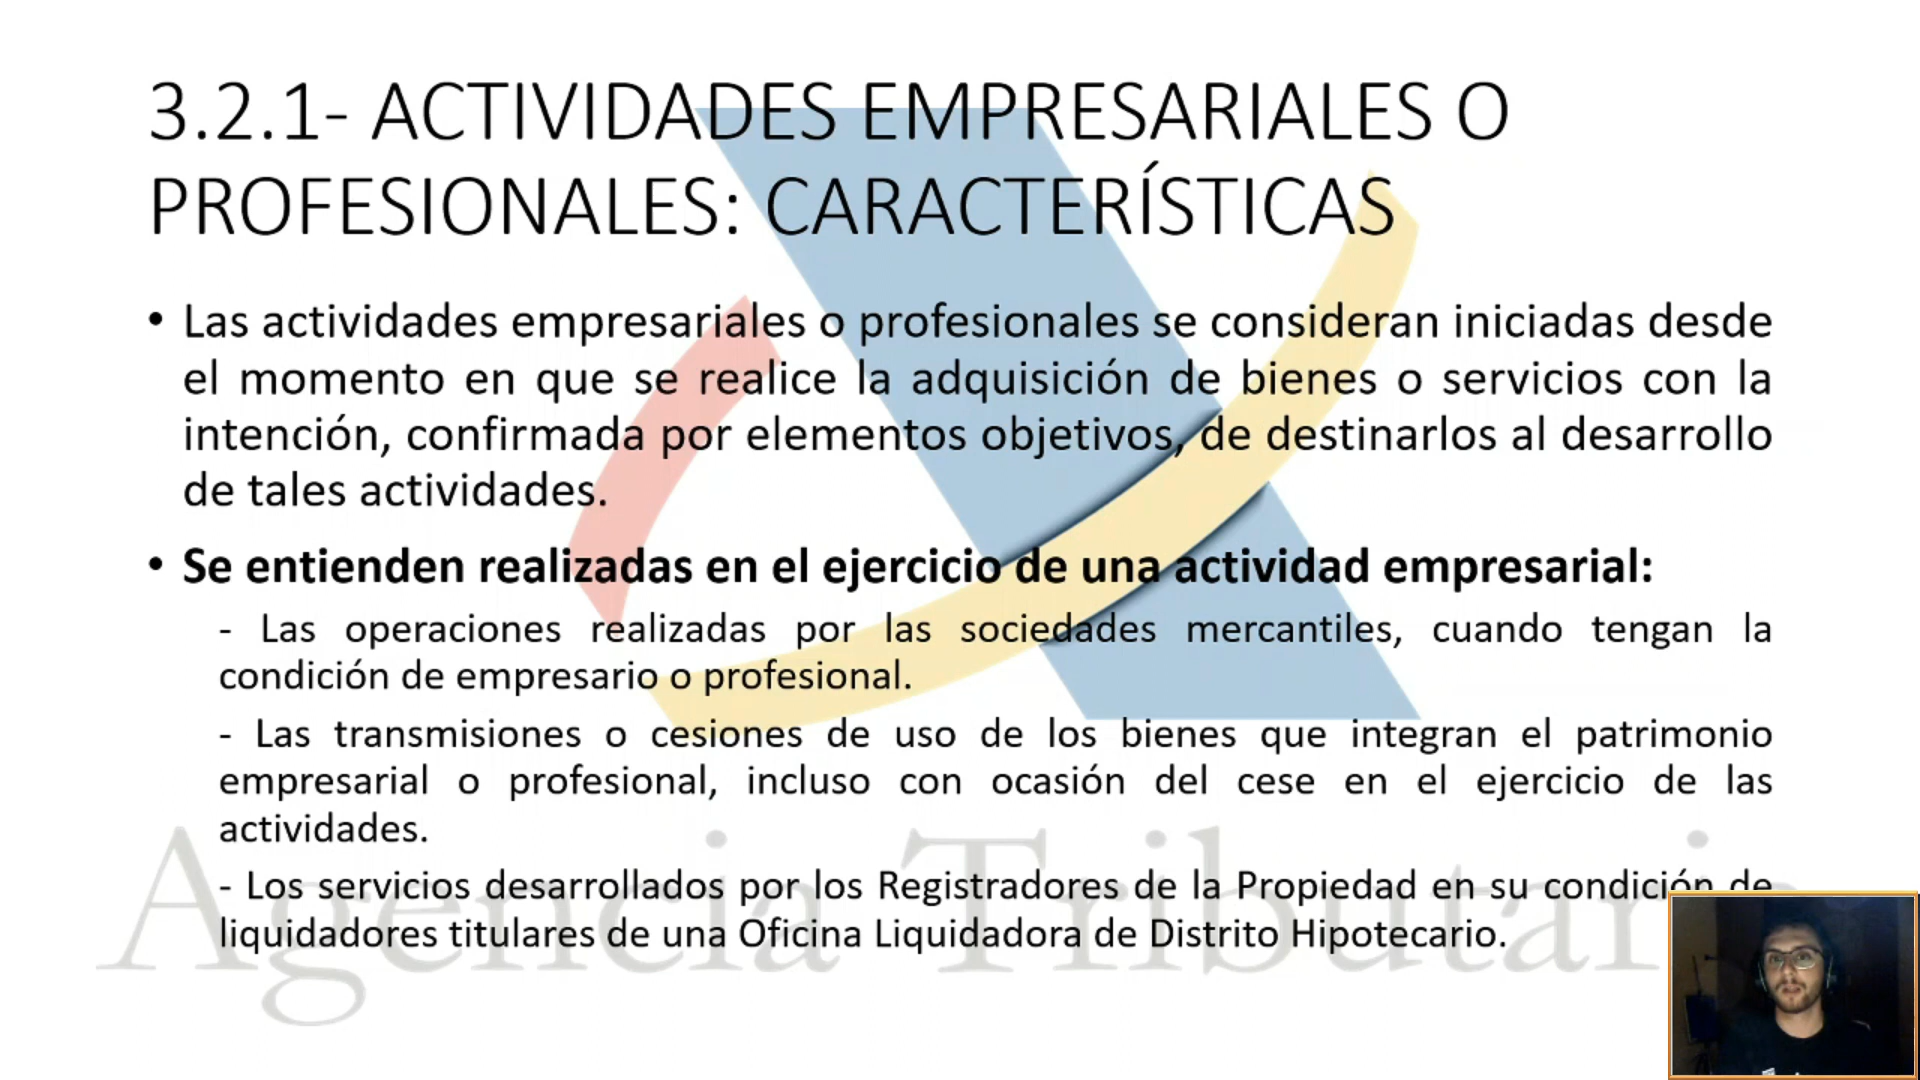 3.2.1- ACTIVIDADES EMPRESARIALES O
PROFESIONALES: CARACTERÍSTICAS
• Las actividades empresariales o profesionales se consideran iniciadas desde
el momento en que se realice la adquisición de bienes o servicios con la
intención, confirmada por elementos objetivos, de destinarlos al desarrollo
de tales actividades.
• Se entienden realizadas en el ejercicio de una actividad empresarial:
- Las operaciones realizadas por las sociedades mercantiles, cuando tengan la
condición de empresario o profesional.
- Las transmisiones o cesiones de uso de los bienes que integran el patrimonio
empresarial o profesional, incluso con ocasión del cese en el ejercicio de las
actividades.
- Los servicios desarrollados por los Registradores de la Propiedad en su condición de
liquidadores titulares de una Oficina Liquidadora de Distrito Hipotecario.
Agencia Tributaria